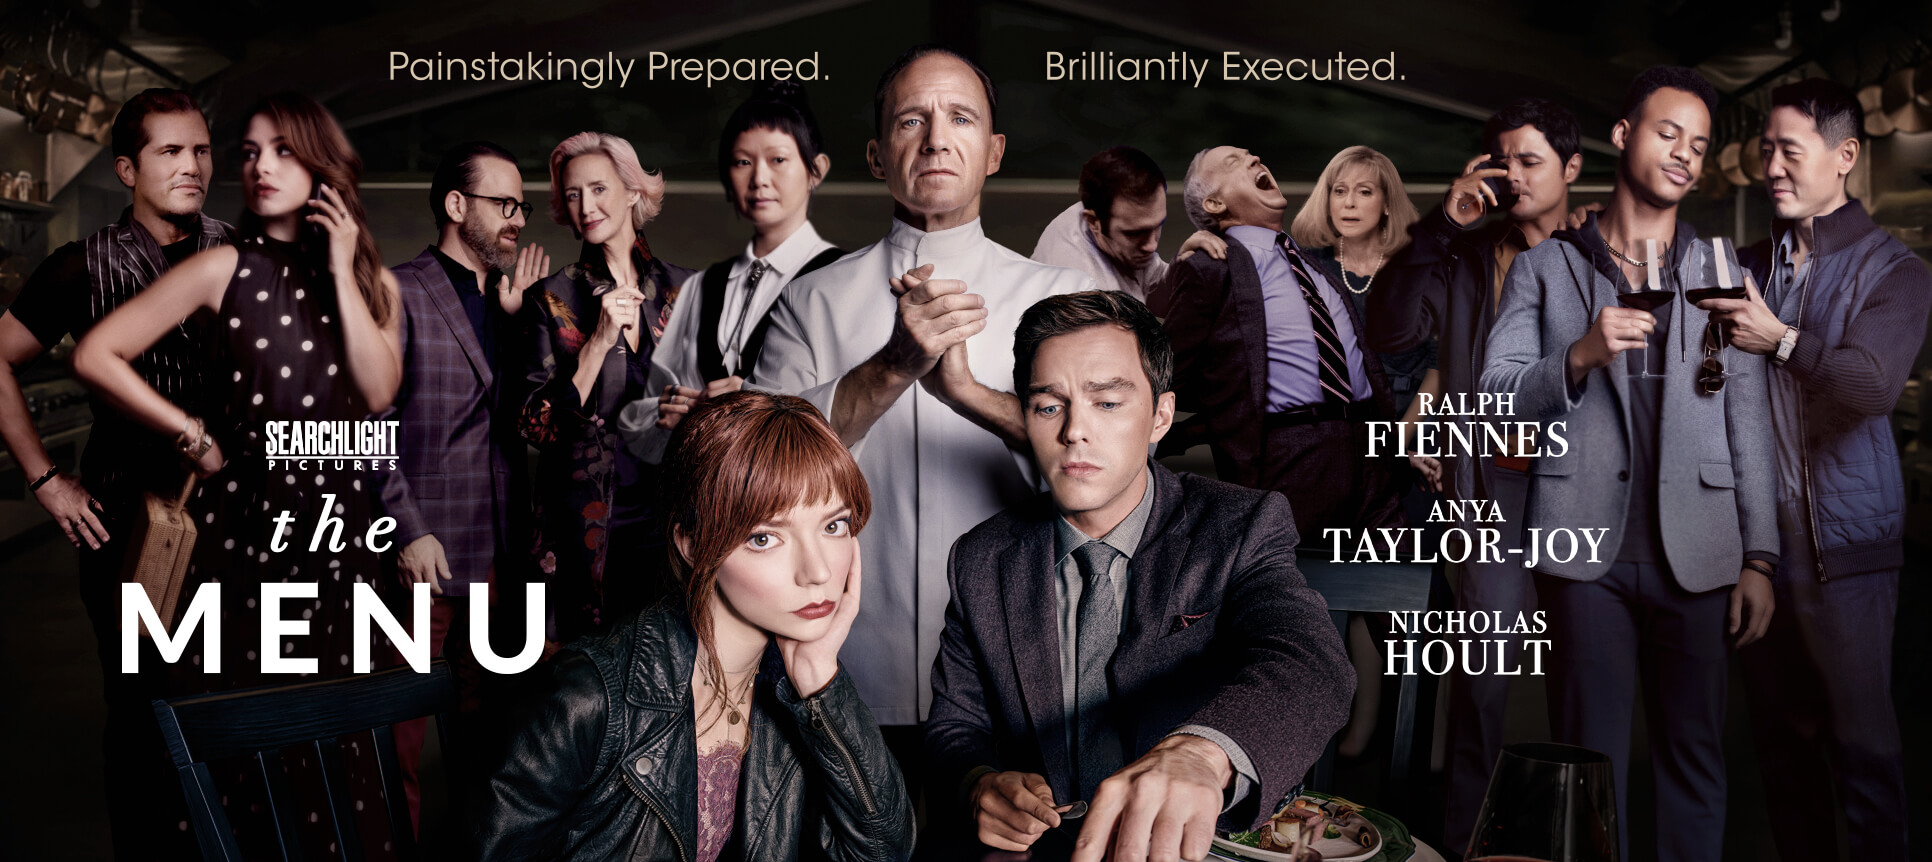 Painstakingly Prepared.
Brilliantly Executed.
SEARCHLIGHT
PICTURES
the
MENU
RALPH
FIENNES
ANYA
TAYLOR-JOY
NICHOLAS
HOULT